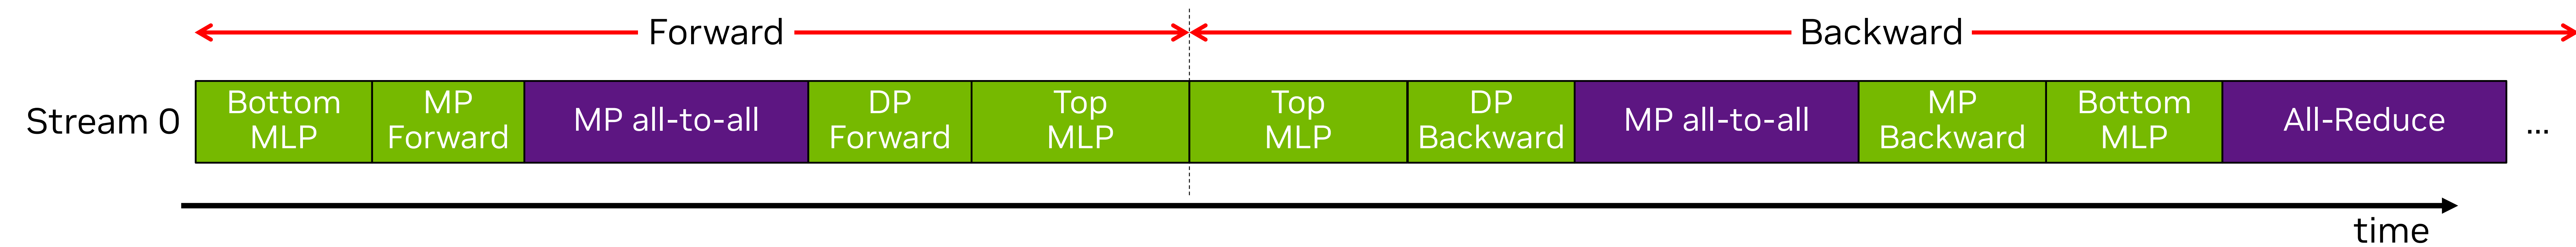 Forward
Backward
Stream 0
Bottom
MLP
MP
Forward
MP all-to-all
DP
Forward
Top
MLP
Top
MLP
DP
Backward
MP all-to-all
MP
Backward
Bottom
MLP
All-Reduce
...
time